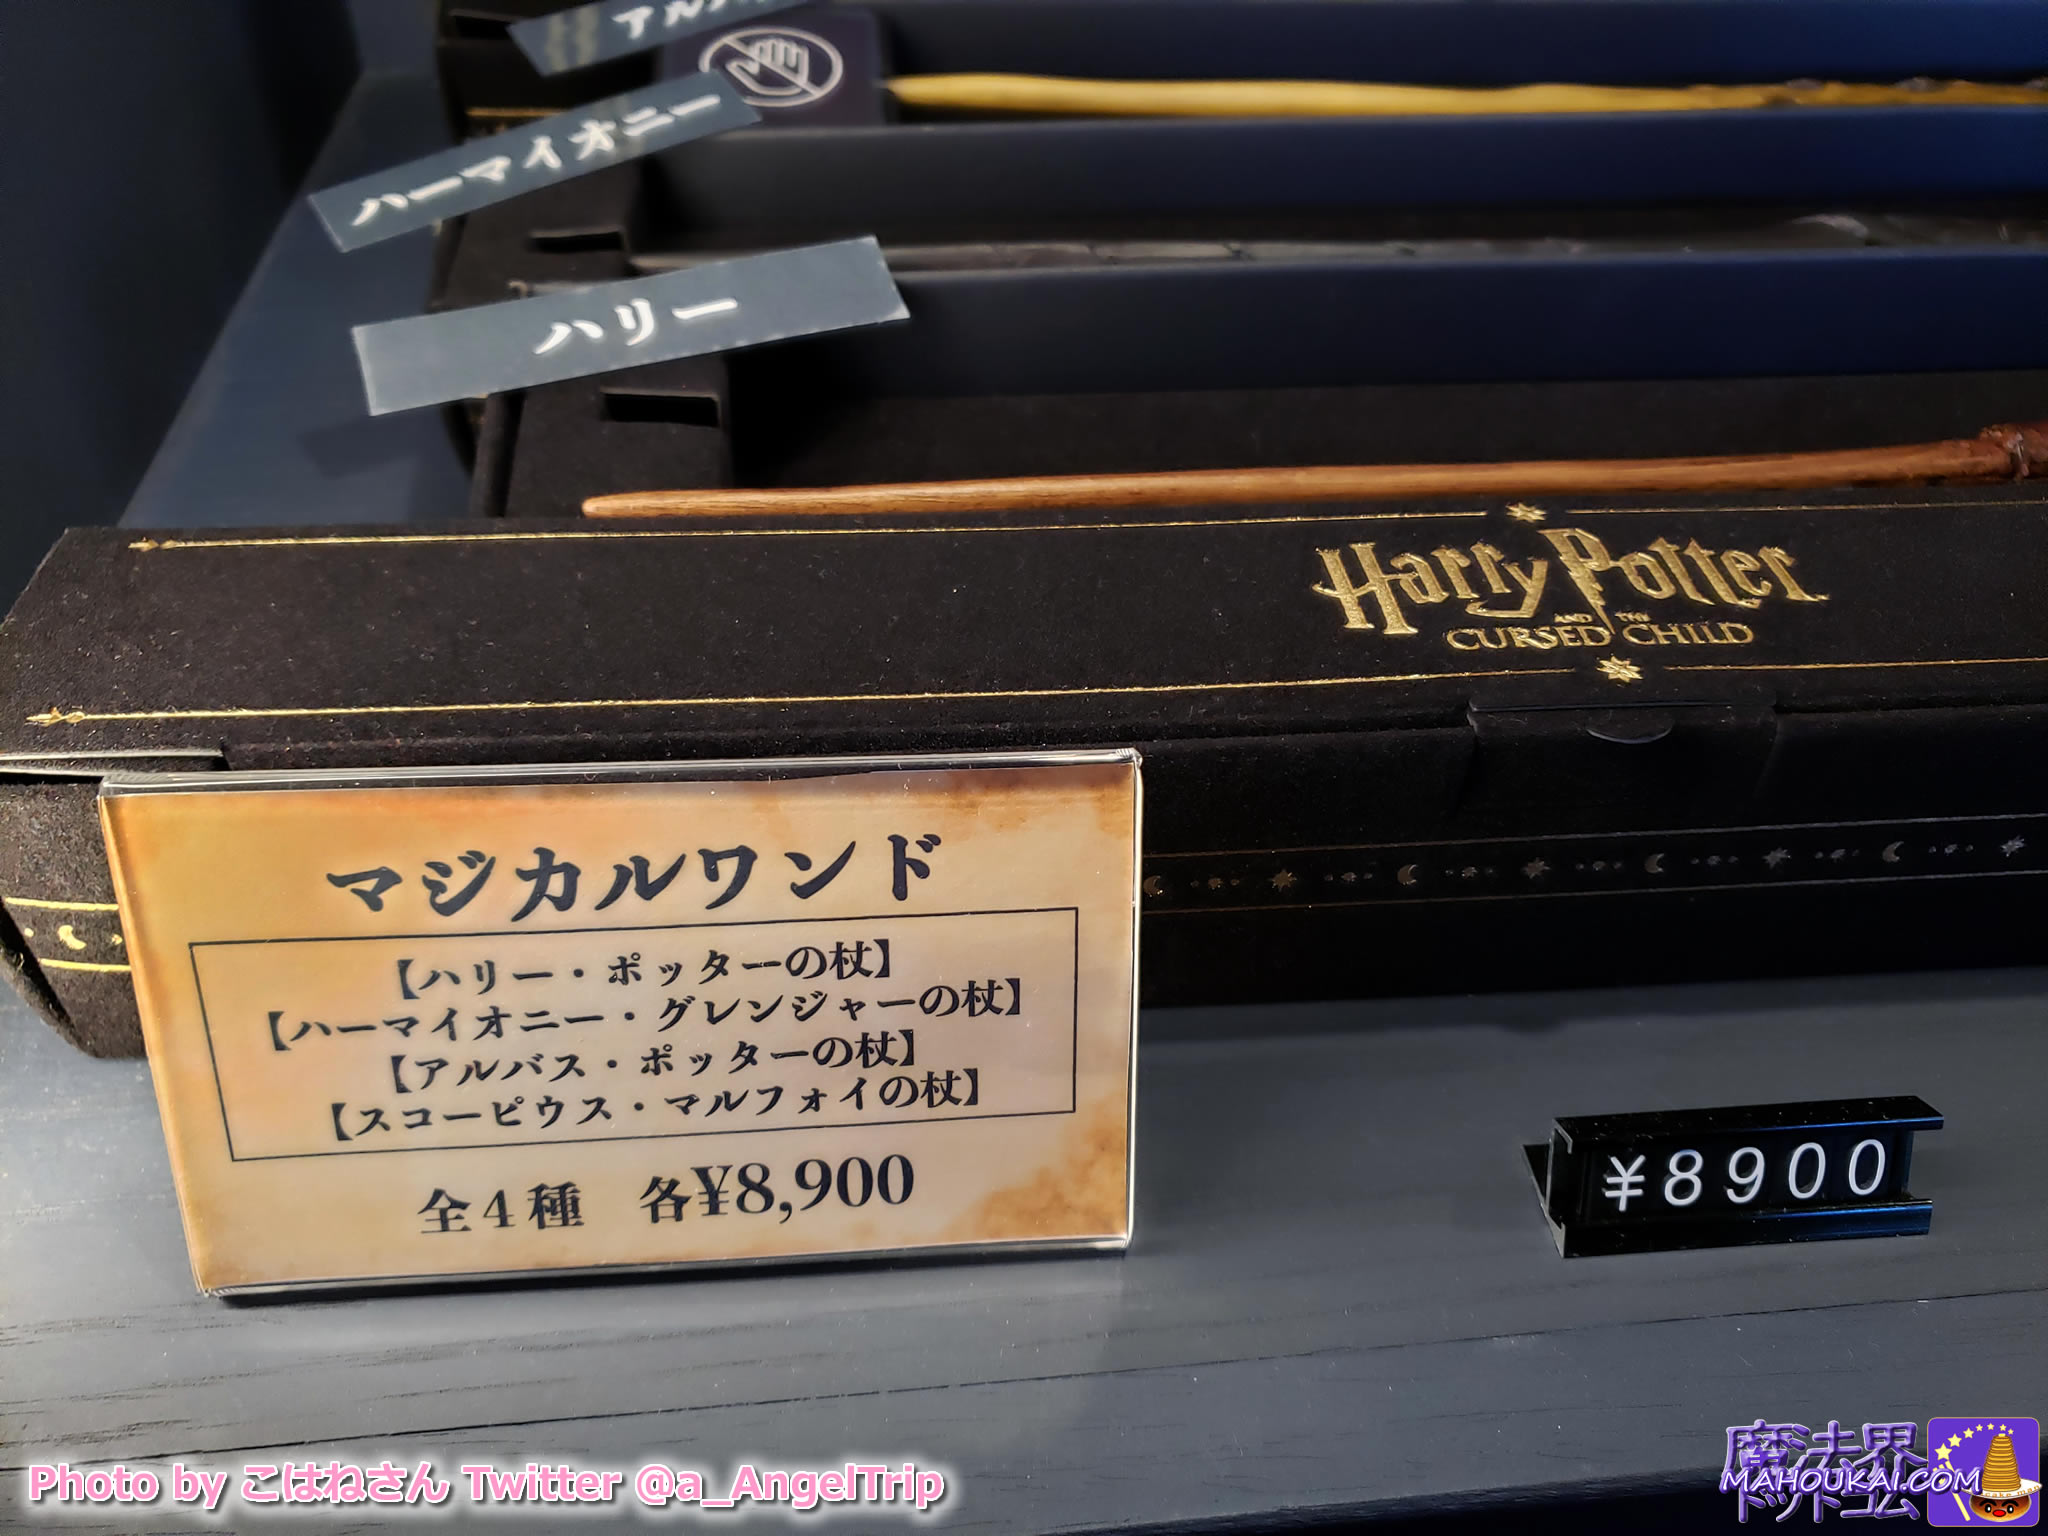 ハーマイオニー
ハリー
Harry Potter
AND THE
CURSED CHILD
マジカルワンド
【ハリー・ポッターの杖】
【ハーマイオニー・グレンジャーの杖】
【アルバス・ポッターの杖】
【スコーピウス・マルフォイの杖】
全4種 各¥8,900
¥8900
Photo by こはねさん Twitter @a_AngelTrip
魔法界
MAHOUKAI.COM
ドットコム